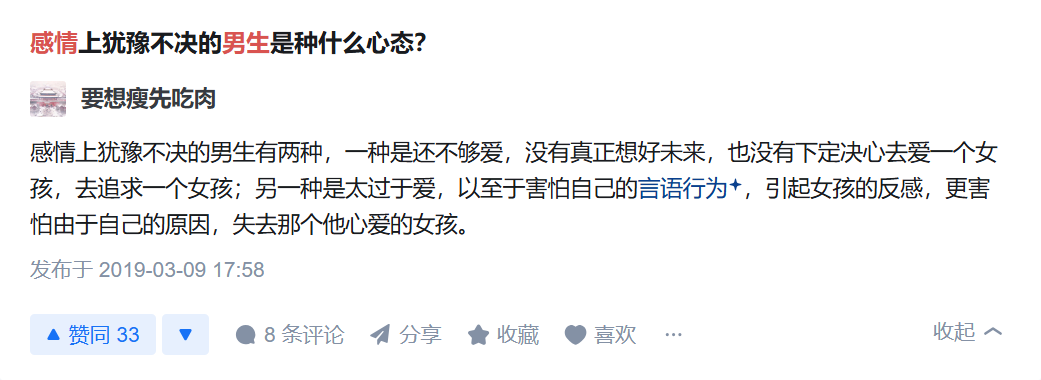 感情上犹豫不决的男生是种什么心态？
要想瘦先吃肉
感情上犹豫不决的男生有两种，一种是还不够爱，没有真正想好未来，也没有下定决心去爱一个女
孩，去追求一个女孩；另一种是太过于爱，以至于害怕自己的言语行为，引起女孩的反感，更害
怕由于自己的原因，失去那个他心爱的女孩。
发布于 2019-03-09 17:58
赞同 33 8 条评论 分享 收藏 喜欢 ··· 收起